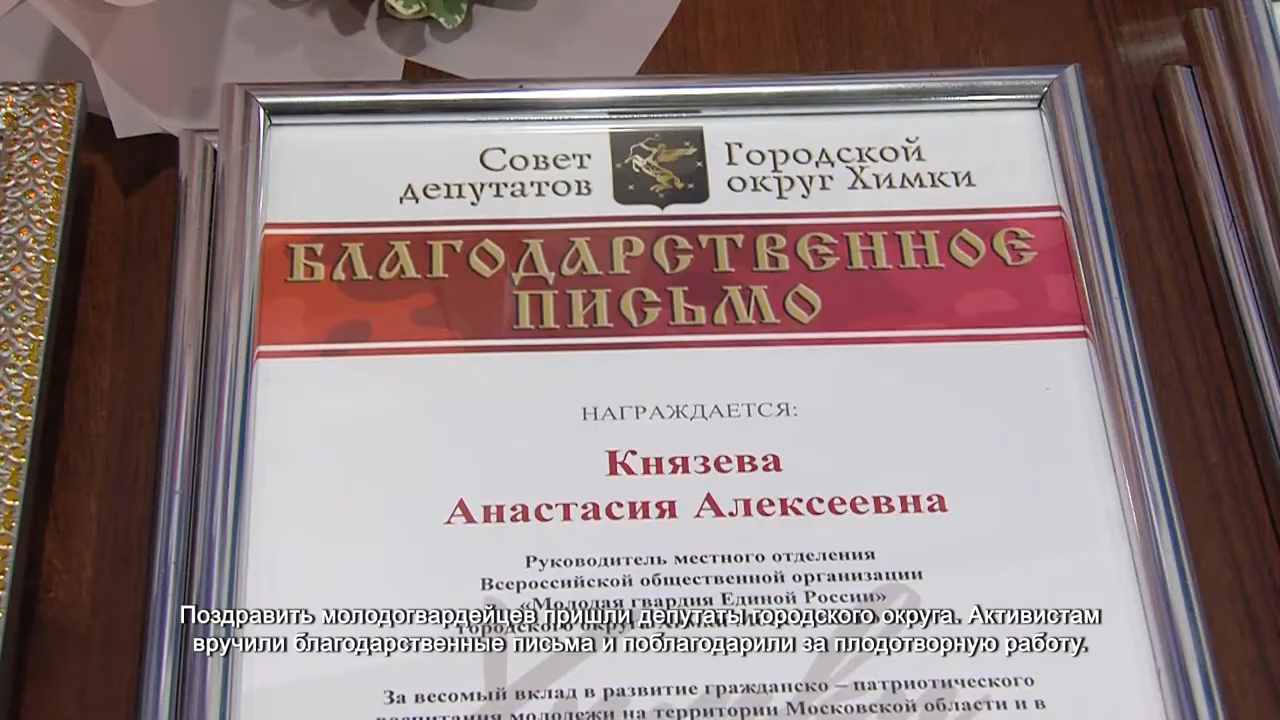 Совет
депутатов
Городской
округ Химки
БЛАГОДАРСТВЕННОЕ
ПИСЬМО
НАГРАЖДАЕТСЯ:
Князева
Анастасия Алексеевна
Руководитель местного отделения
Всероссийской общественной организации
«Молодая гвардия Единой России»
Поздравить молодогвардейцев пришли депутаты городского округа. Активистам
вручили благодарственные письма и поблагодарили за плодотворную работу.
За весомый вклад в развитие гражданско – патриотического
воспитания молодежи на территории Московской области и в